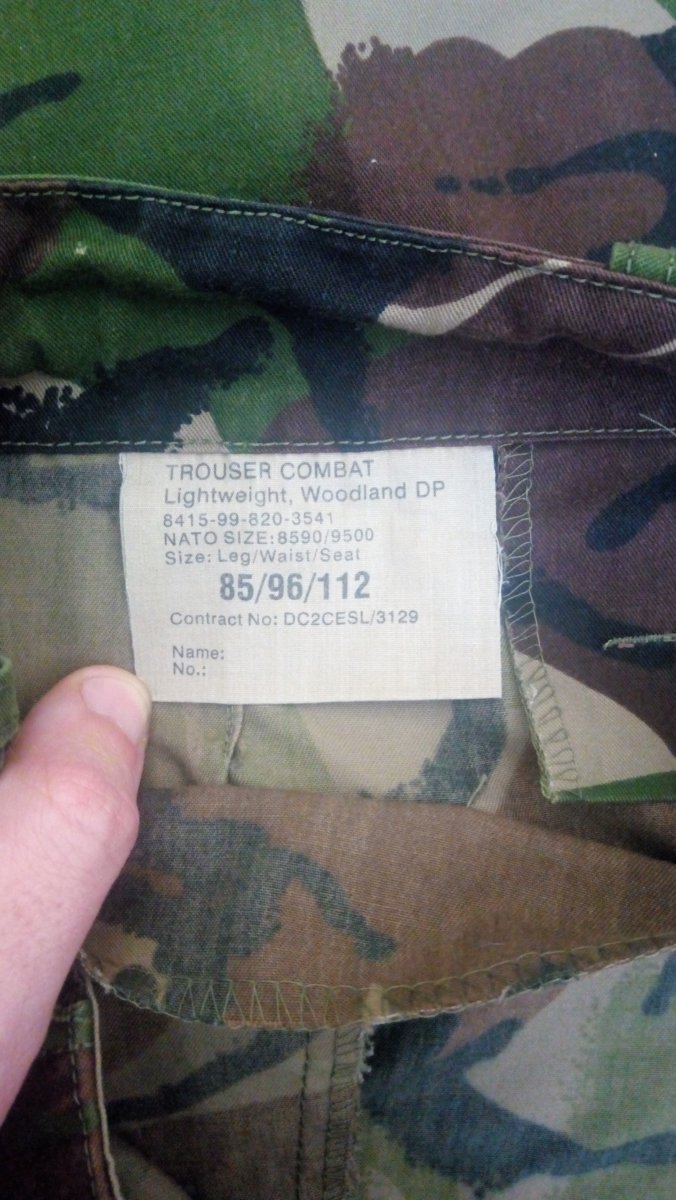 TROUSER COMBAT
Lightweight, Woodland DP
8415-99-820-3541
NATO SIZE:8590/9500
Size: Leg/Waist/Seat
85/96/112
Contract No: DC2CESL/3129
Name:
No.: